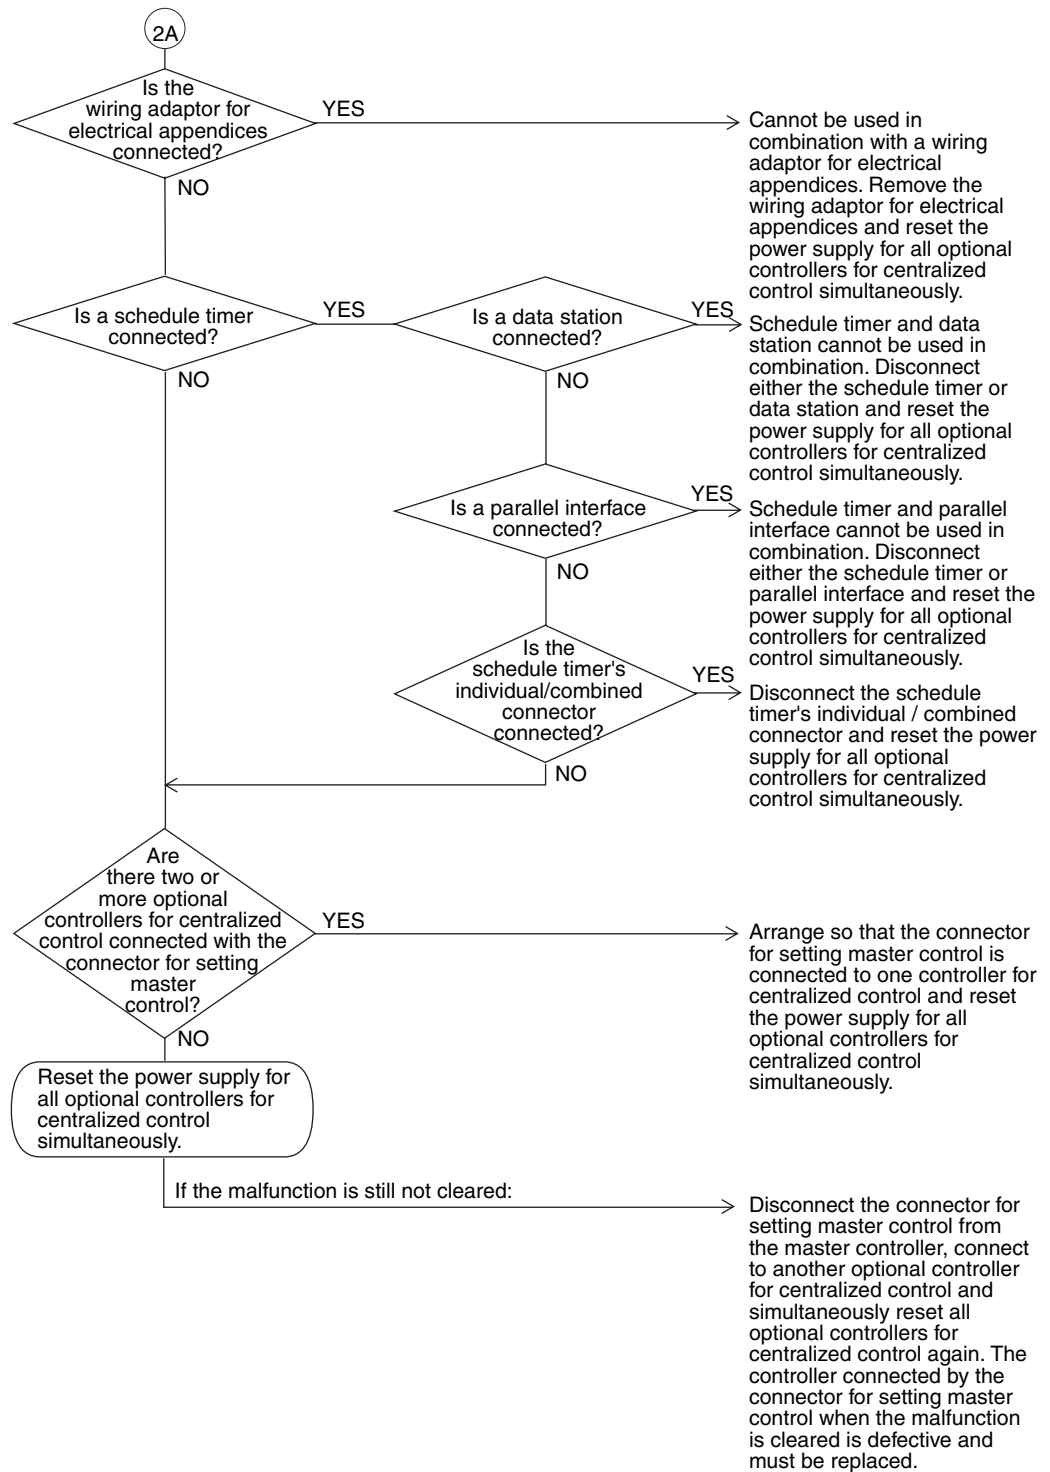 2A
Is the
wiring adaptor for
electrical appendices
connected?
YES
Cannot be used in
combination with a wiring
adaptor for electrical
appendices. Remove the
wiring adaptor for electrical
appendices and reset the
power supply for all optional
controllers for centralized
control simultaneously.
NO
Is a schedule timer
connected?
YES
Is a data station
connected?
YES
Schedule timer and data
station cannot be used in
combination. Disconnect
either the schedule timer or
data station and reset the
power supply for all optional
controllers for centralized
control simultaneously.
NO
NO
Is a parallel interface
connected?
YES
Schedule timer and parallel
interface cannot be used in
combination. Disconnect
either the schedule timer or
parallel interface and reset the
power supply for all optional
controllers for centralized
control simultaneously.
NO
Is the
schedule timer's
individual/combined
connector
connected?
YES
Disconnect the schedule
timer's individual / combined
connector and reset the power
supply for all optional
controllers for centralized
control simultaneously.
NO
Are
there two or
more optional
controllers for centralized
control connected with the
connector for setting
master
control?
YES
Arrange so that the connector
for setting master control is
connected to one controller for
centralized control and reset
the power supply for all
optional controllers for
centralized control
simultaneously.
NO
Reset the power supply for
all optional controllers for
centralized control
simultaneously.
If the malfunction is still not cleared:
Disconnect the connector for
setting master control from
the master controller, connect
to another optional controller
for centralized control and
simultaneously reset all
optional controllers for
centralized control again. The
controller connected by the
connector for setting master
control when the malfunction
is cleared is defective and
must be replaced.